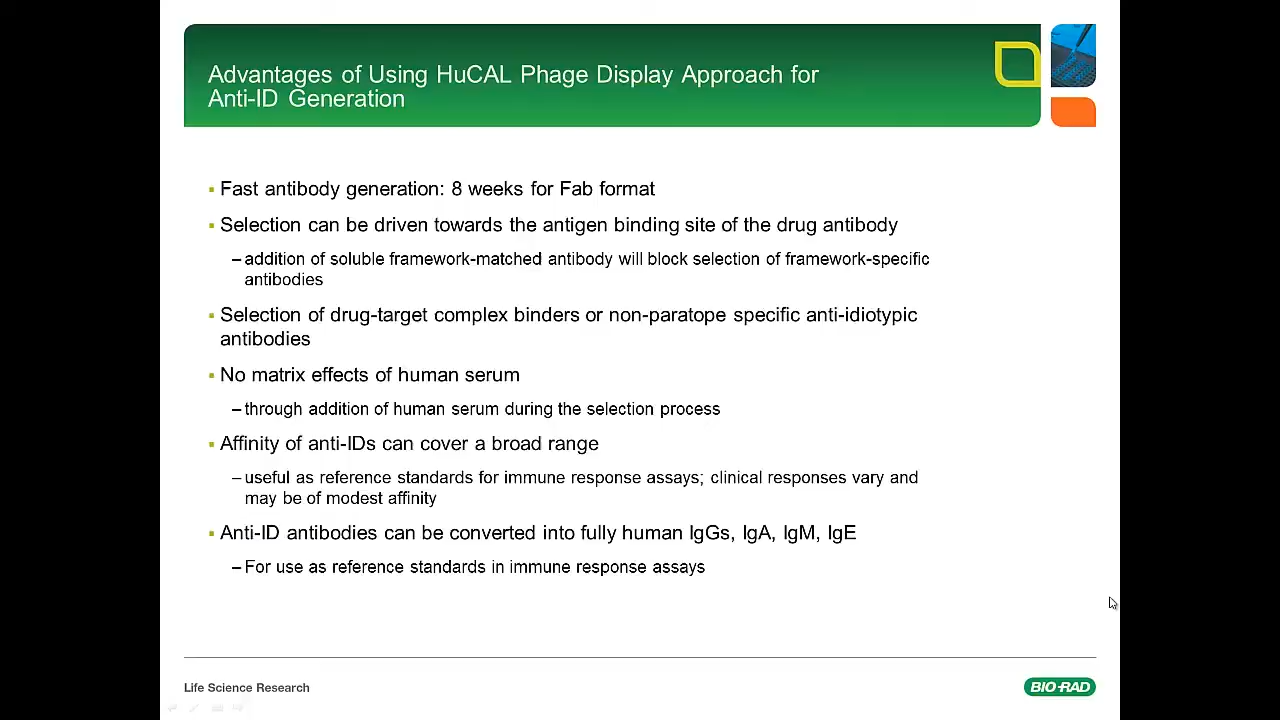 Advantages of Using HuCAL Phage Display Approach for
Anti-ID Generation
Fast antibody generation: 8 weeks for Fab format
Selection can be driven towards the antigen binding site of the drug antibody
– addition of soluble framework-matched antibody will block selection of framework-specific
antibodies
Selection of drug-target complex binders or non-paratope specific anti-idiotypic
antibodies
No matrix effects of human serum
– through addition of human serum during the selection process
Affinity of anti-IDs can cover a broad range
– useful as reference standards for immune response assays; clinical responses vary and
may be of modest affinity
Anti-ID antibodies can be converted into fully human IgGs, IgA, IgM, IgE
– For use as reference standards in immune response assays
Life Science Research
BIO-RAD